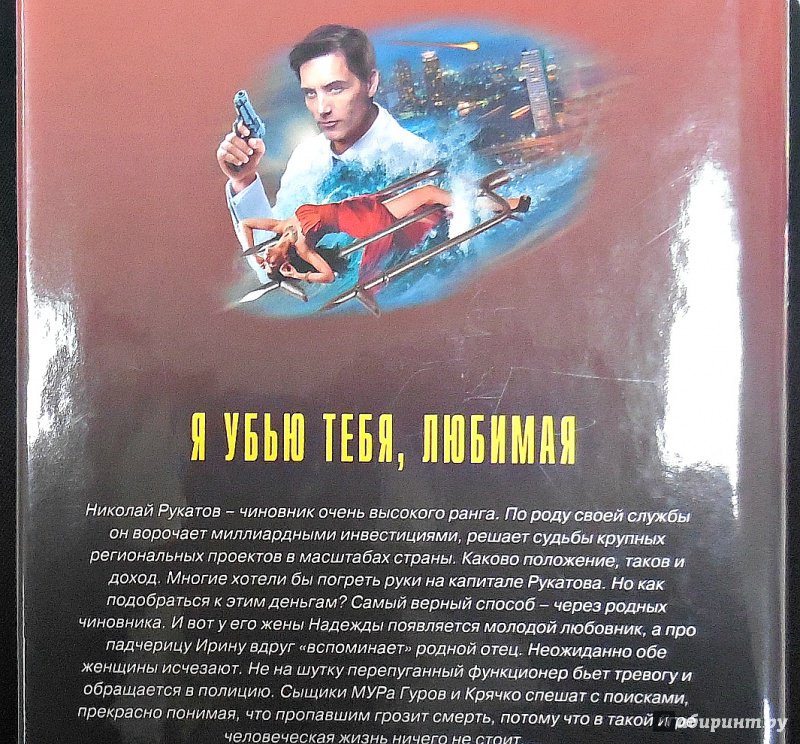 Я УБЬЮ ТЕБЯ, ЛЮБИМАЯ
Николай Рукатов – чиновник очень высокого ранга. По роду своей службы
он ворочает миллиардными инвестициями, решает судьбы крупных
региональных проектов в масштабах страны. Каково положение, таков и
доход. Многие хотели бы погреть руки на капитале Рукатова. Но как
подобраться к этим деньгам? Самый верный способ – через родных
чиновника. И вот у его жены Надежды появляется молодой любовник, а про
падчерицу Ирину вдруг «вспоминает» родной отец. Неожиданно обе
женщины исчезают. Не на шутку перепуганный функционер бьет тревогу и
обращается в полицию. Сыщики МУРа Гуров и Крячко спешат с поисками,
прекрасно понимая, что пропавшим грозит смерть, потому что в такой
человеческая жизнь ничего не стоит.
лабиринт.ру